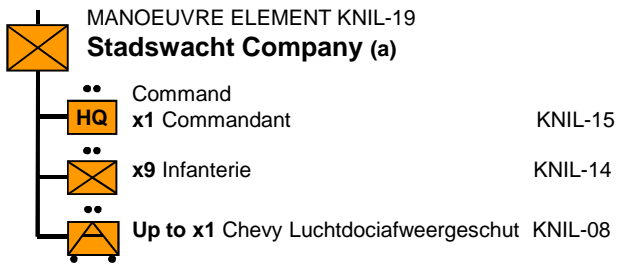 MANOEUVRE ELEMENT KNIL-19
Stadswacht Company (a)
Command
HQ x1 Commandant KNIL-15
x9 Infanterie KNIL-14
Up to x1 Chevy Luchtdociafweergeschut KNIL-08